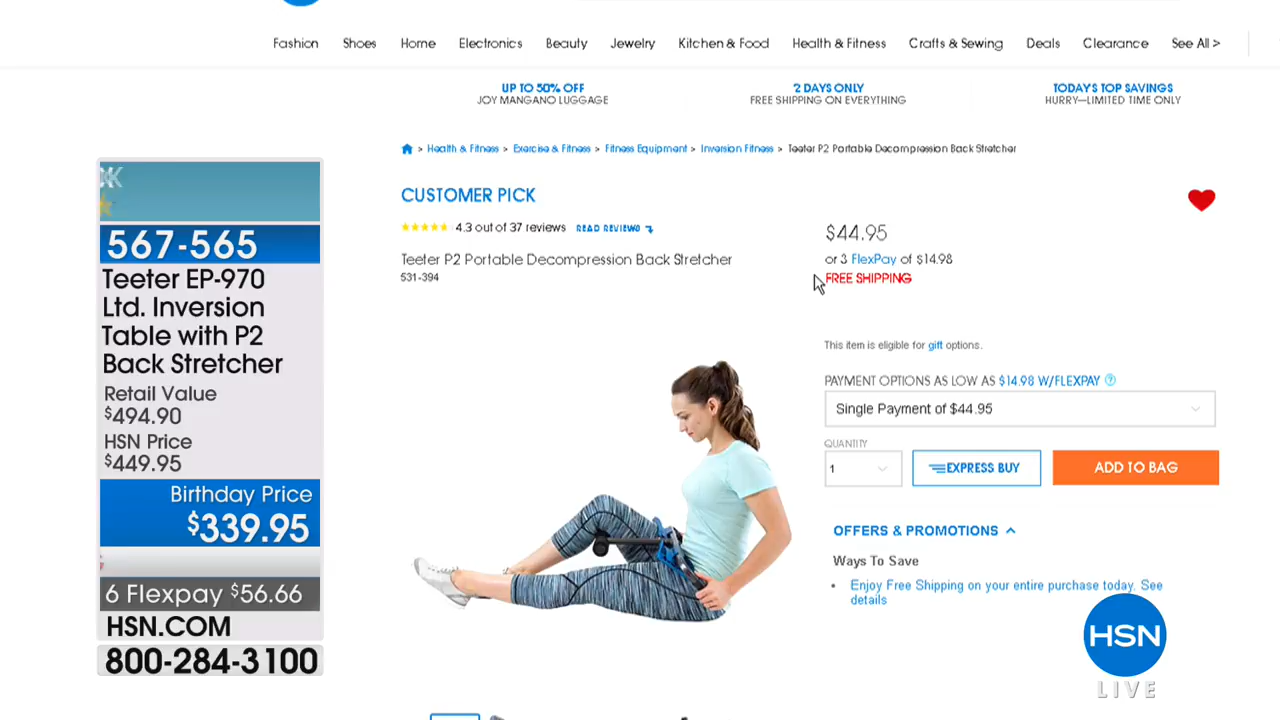 Fashion Shoes Home Electronics Beauty Jewelry Kitchen & Food Health & Fitness Crafts & Sewing Deals Clearance See All >
UP TO 50% OFF
JOY MANGANO LUGGAGE
2 DAYS ONLY
FREE SHIPPING ON EVERYTHING
TODAY'S TOP SAVINGS
HURRY—LIMITED TIME ONLY
> Health & Fitness > Exercise & Fitness > Fitness Equipment > Inversion Fitness > Teeter P2 Portable Decompression Back Stretcher
CUSTOMER PICK
4.3 out of 37 reviews READ REVIEWS
Teeter P2 Portable Decompression Back Stretcher
531-394
$44.95
or 3 FlexPay of $14.98
FREE SHIPPING
This item is eligible for gift options.
PAYMENT OPTIONS AS LOW AS $14.98 W/FLEXPAY ?
Single Payment of $44.95
QUANTITY
1
EXPRESS BUY
ADD TO BAG
OFFERS & PROMOTIONS
Ways To Save
• Enjoy Free Shipping on your entire purchase today. See
details
567-565
Teeter EP-970
Ltd. Inversion
Table with P2
Back Stretcher
Retail Value
$494.90
HSN Price
$449.95
Birthday Price
$339.95
6 Flexpay $56.66
HSN.COM
800-284-3100
HSN
LIVE